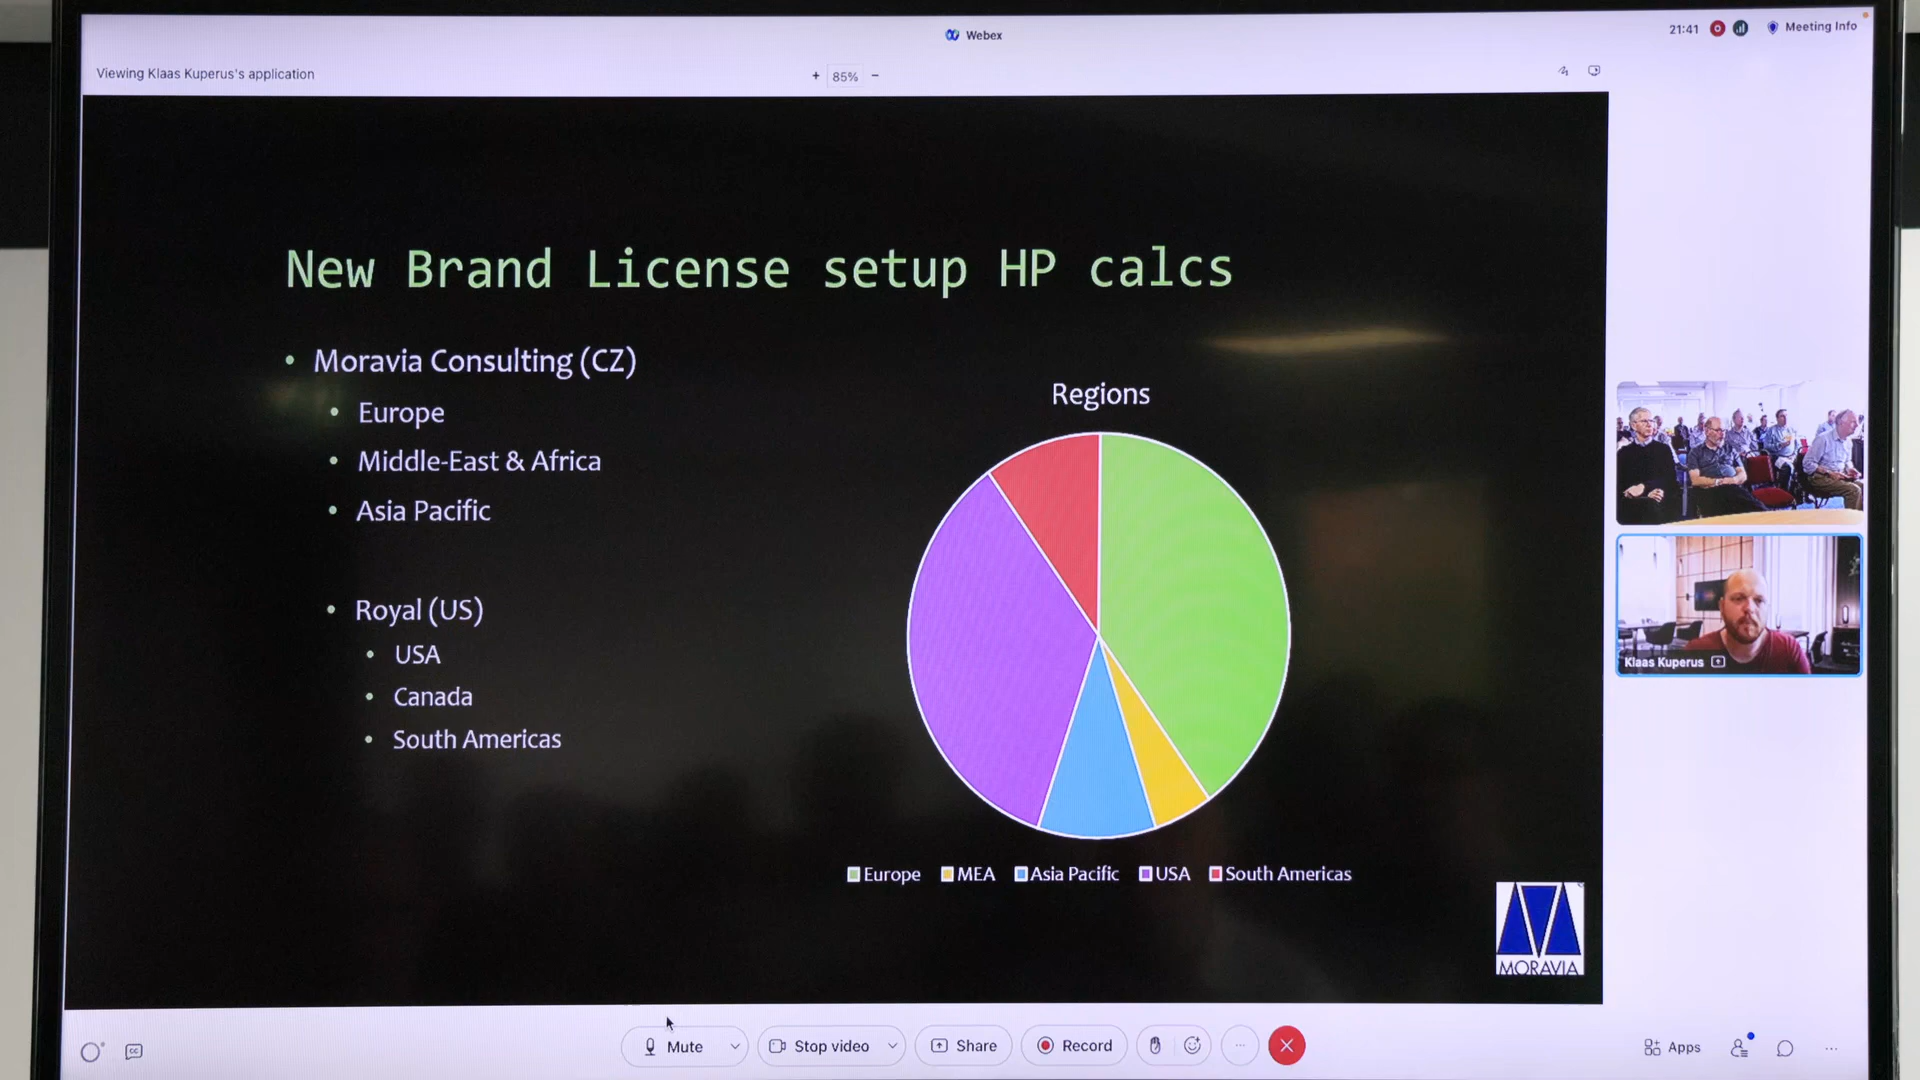 Webex
21:41
Meeting Info
Viewing Klaas Kuperus's application
+ 85% −
New Brand License setup HP calcs
• Moravia Consulting (CZ)
• Europe
• Middle-East & Africa
• Asia Pacific
• Royal (US)
• USA
• Canada
• South Americas
Regions
Europe MEA Asia Pacific USA South Americas
MORAVIA
Klaas Kuperus
CC
Mute
Stop video
Share
Record
Apps